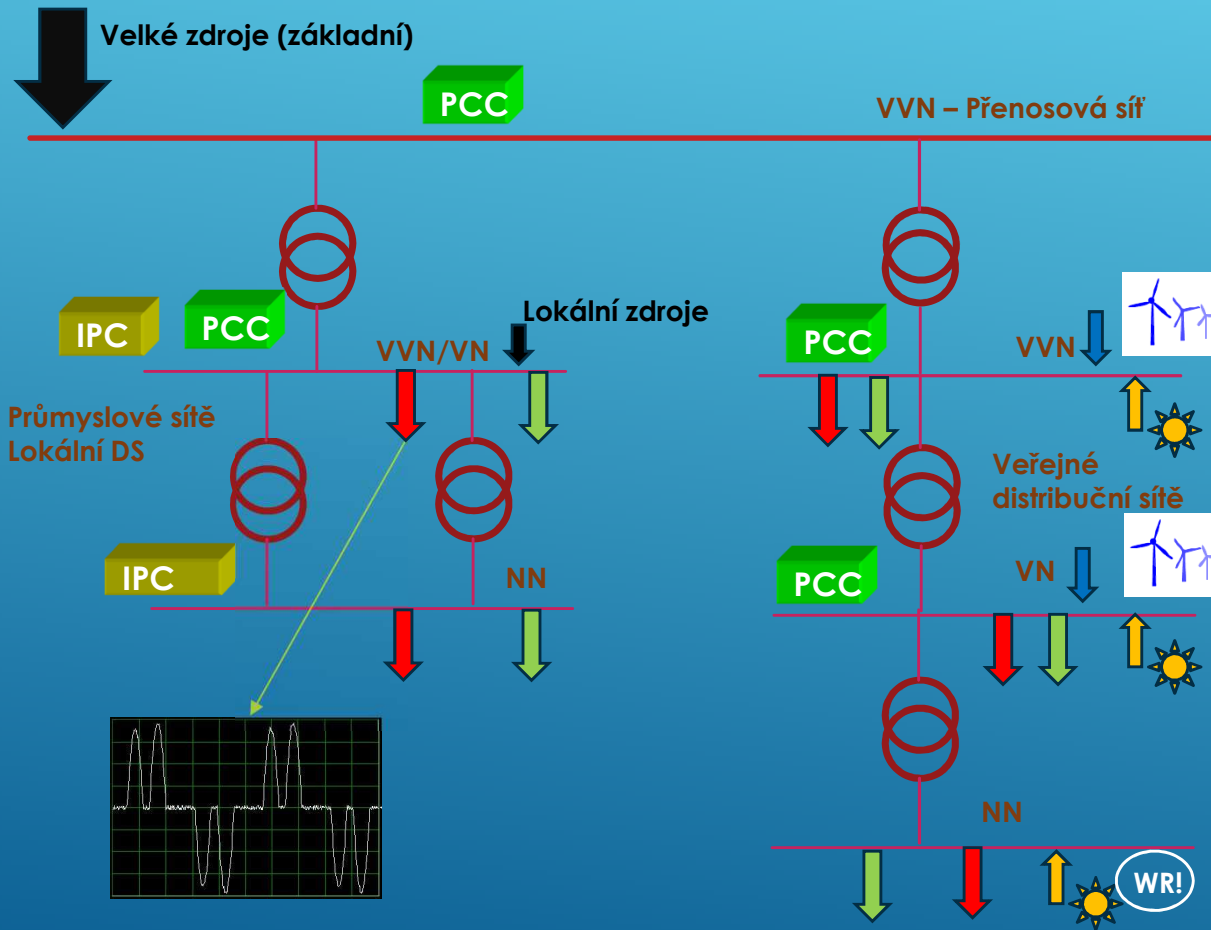 Velké zdroje (základní)
PCC
VVN – Přenosová síť
IPC
PCC
Lokální zdroje
VVN/VN
PCC
VVN
Průmyslové sítě
Lokální DS
Veřejné
distribuční sítě
IPC
NN
PCC
VN
NN
WR!